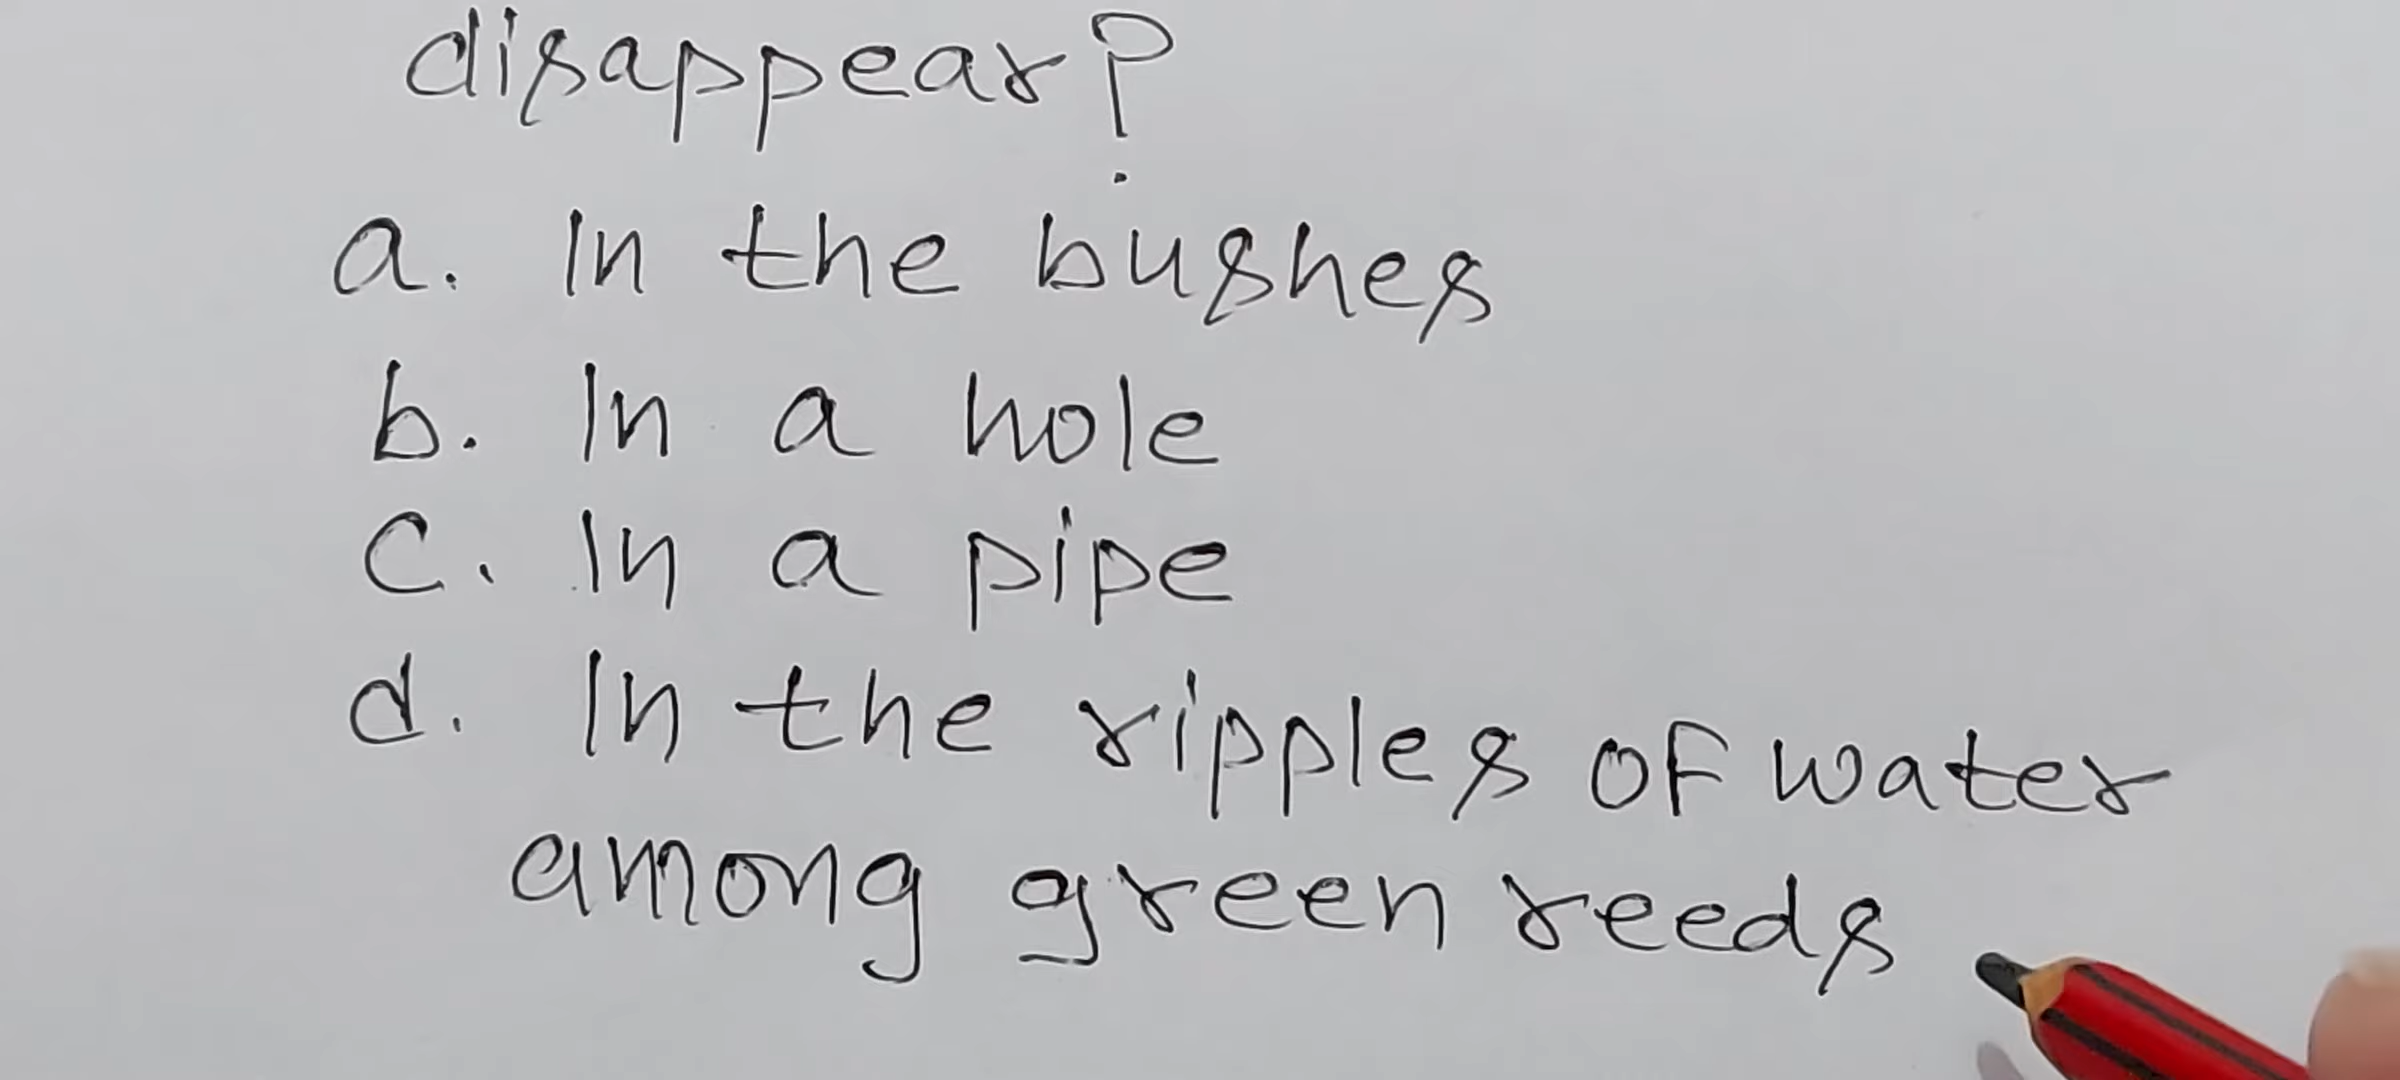 disappear?
a. In the bushes
b. In a hole
c. In a pipe
d. In the ripples of water
among green reeds